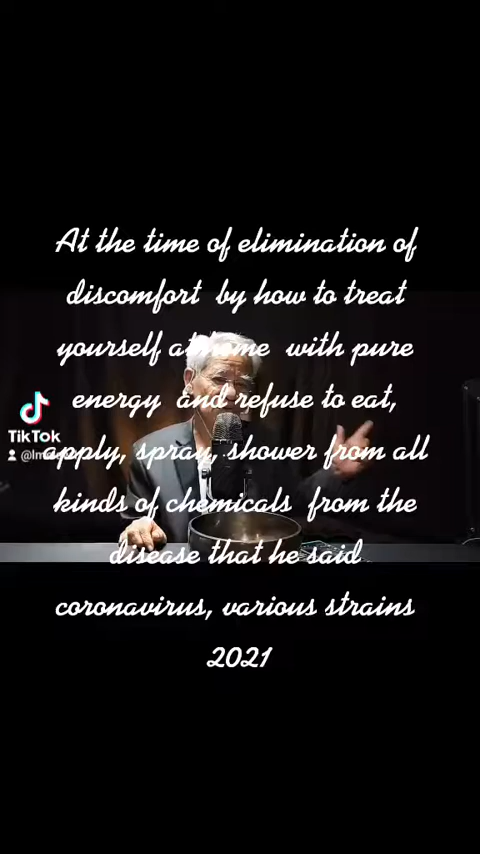 At the time of elimination of
discomfort by how to treat
yourself at home with pure
energy and refuse to eat,
apply, spray, shower from all
kinds of chemicals from the
disease that he said
coronavirus, various strains
2021
TikTok